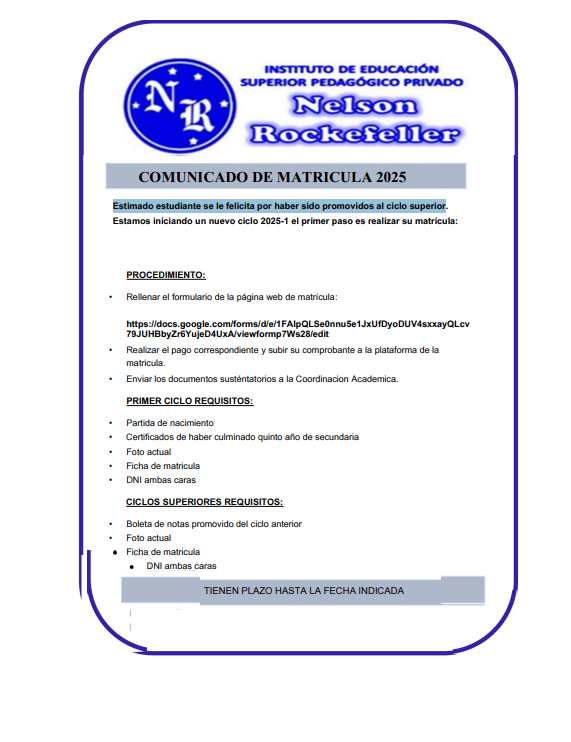 NR
INSTITUTO DE EDUCACIÓN
SUPERIOR PEDAGÓGICO PRIVADO
Nelson
Rockefeller
COMUNICADO DE MATRICULA 2025
Estimado estudiante se le felicita por haber sido promovidos al ciclo superior.
Estamos iniciando un nuevo ciclo 2025-1 el primer paso es realizar su matrícula:
PROCEDIMIENTO:
• Rellenar el formulario de la página web de matrícula:
https://docs.google.com/forms/d/e/1FAIpQLSe0nnu5e1JxUfDyoDUV4sxxayQLcv
79JUHBbyZr6YujeD4UxA/viewformp7Ws28/edit
• Realizar el pago correspondiente y subir su comprobante a la plataforma de la
matricula.
• Enviar los documentos susténtatorios a la Coordinacion Academica.
PRIMER CICLO REQUISITOS:
• Partida de nacimiento
• Certificados de haber culminado quinto año de secundaria
• Foto actual
• Ficha de matricula
• DNI ambas caras
CICLOS SUPERIORES REQUISITOS:
• Boleta de notas promovido del ciclo anterior
• Foto actual
• Ficha de matricula
• DNI ambas caras
TIENEN PLAZO HASTA LA FECHA INDICADA